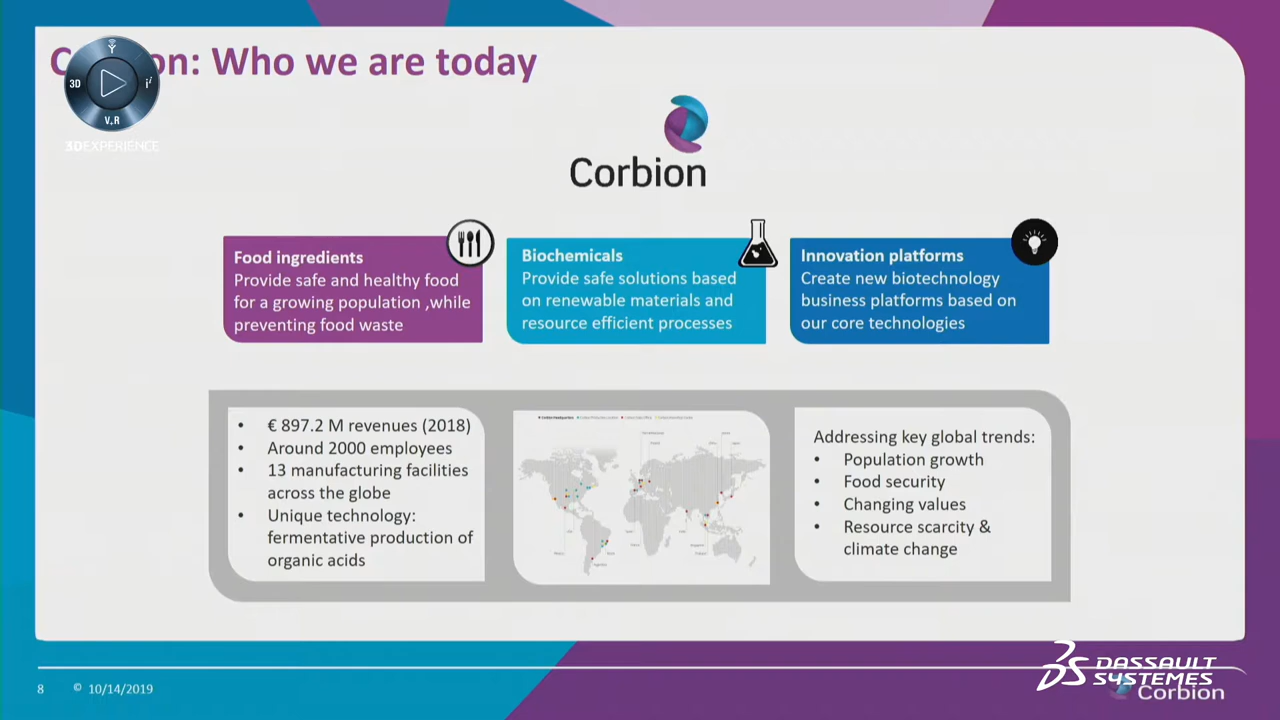 Corbion: Who we are today
3D
i
V,R
3DEXPERIENCE
Corbion
Food ingredients
Provide safe and healthy food
for a growing population ,while
preventing food waste
Biochemicals
Provide safe solutions based
on renewable materials and
resource efficient processes
Innovation platforms
Create new biotechnology
business platforms based on
our core technologies
• € 897.2 M revenues (2018)
• Around 2000 employees
• 13 manufacturing facilities
across the globe
• Unique technology:
fermentative production of
organic acids
Addressing key global trends:
• Population growth
• Food security
• Changing values
• Resource scarcity &
climate change
8 © 10/14/2019
DASSAULT
SYSTEMES
Corbion